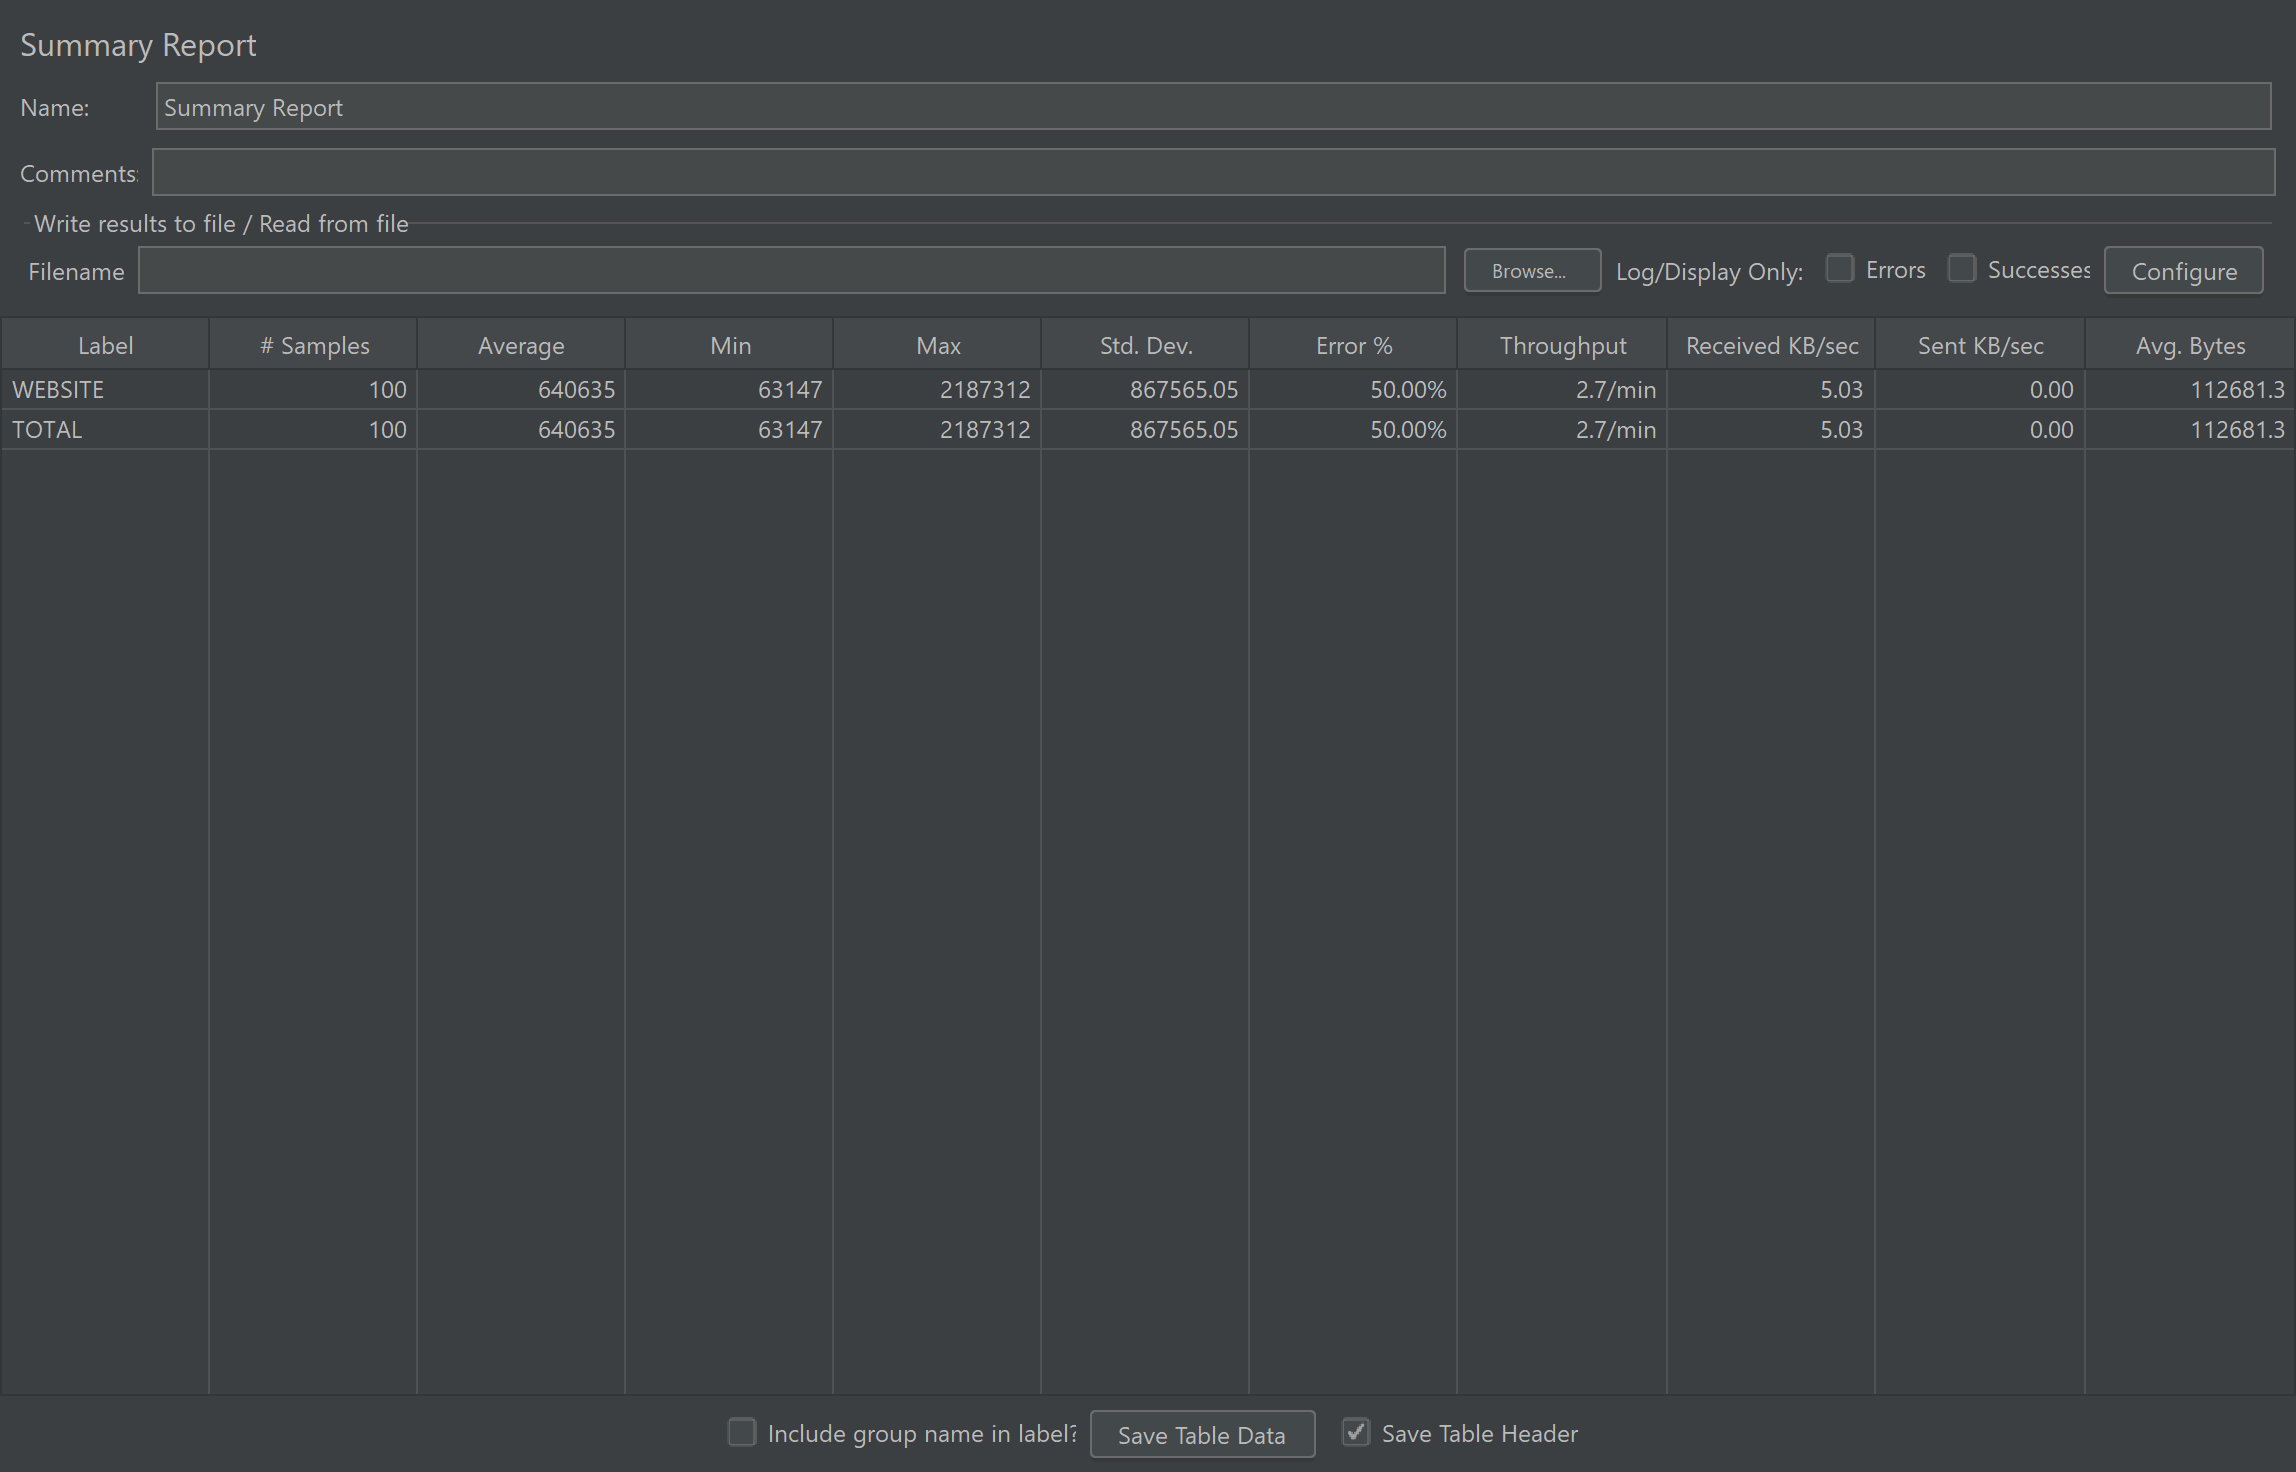 Summary Report
Name: Summary Report
Comments:
Write results to file / Read from file
Filename Browse... Log/Display Only: Errors Successes Configure
Label # Samples Average Min Max Std. Dev. Error % Throughput Received KB/sec Sent KB/sec Avg. Bytes
WEBSITE 100 640635 63147 2187312 867565.05 50.00% 2.7/min 5.03 0.00 112681.3
TOTAL 100 640635 63147 2187312 867565.05 50.00% 2.7/min 5.03 0.00 112681.3
Include group name in label? Save Table Data Save Table Header